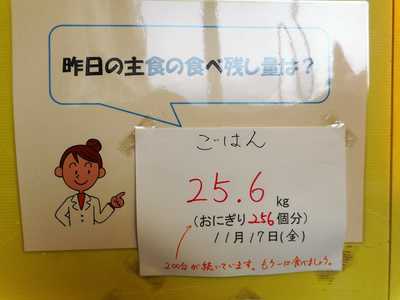 昨日の主食の食べ残し量は？
ごはん
25.6 kg
(おにぎり256個分)
11月17日(金)
200台が続いています。もう一口食べましょう。